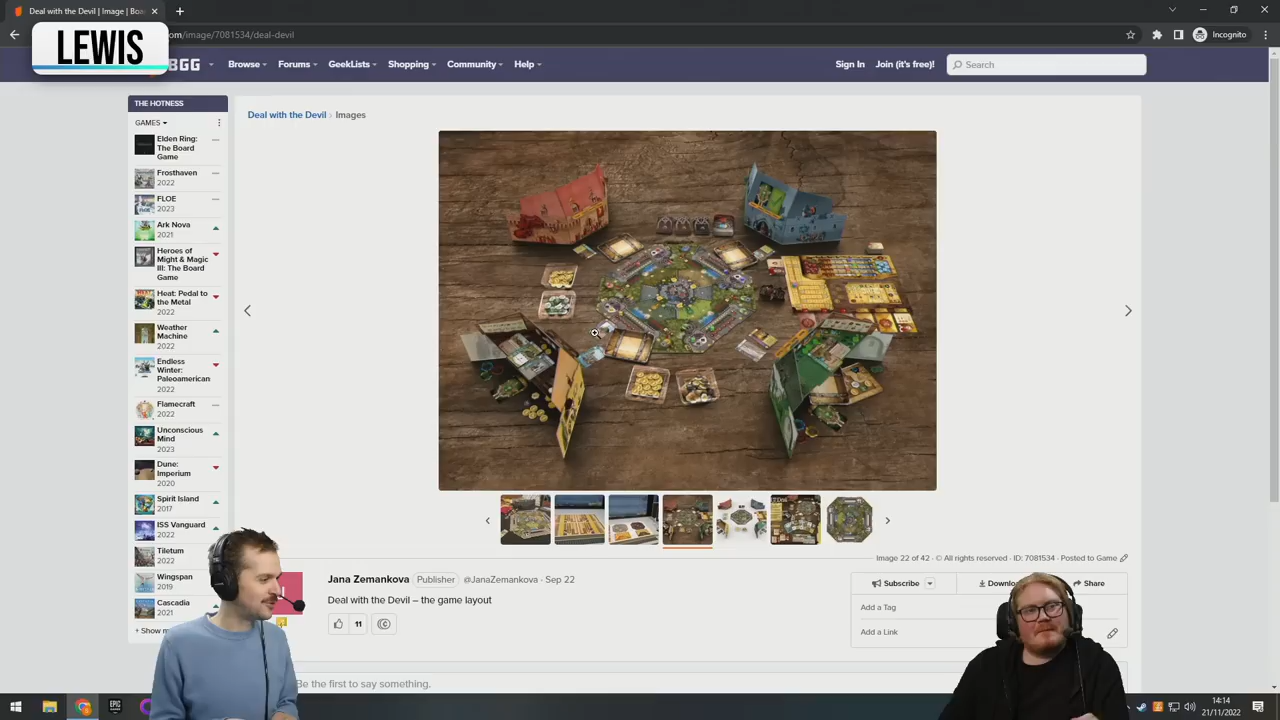 Deal with the Devil
Incognito
com/image/7081534/deal-devil
LEWIS
BGG
Browse
Forums
GeekLists
Shopping
Community
Help
Sign In
Join (it's free!)
Search
THE HOTNESS
GAMES
Elden Ring:
The Board
Game
Frosthaven
2022
FLOE
2023
Ark Nova
2021
Heroes of
Might & Magic
III: The Board
Game
Heat: Pedal to
the Metal
2022
Weather
Machine
2022
Endless
Winter:
Paleoamerican
2022
Flamecraft
2022
Unconscious
Mind
2023
Dune:
Imperium
2020
Spirit Island
2017
ISS Vanguard
2022
Tiletum
2022
Wingspan
2019
Cascadia
2021
+ Show m
Deal with the Devil › Images
Image 22 of 42 · © All rights reserved · ID: 7081534 · Posted to Game
Jana Zemankova
Publisher
@JanaZemankova · Sep 22
Deal with the Devil – the game layout
11
Subscribe
Downlo
Share
Add a Tag
Add a Link
Be the first to say something.
EPIC
14:14
21/11/2022